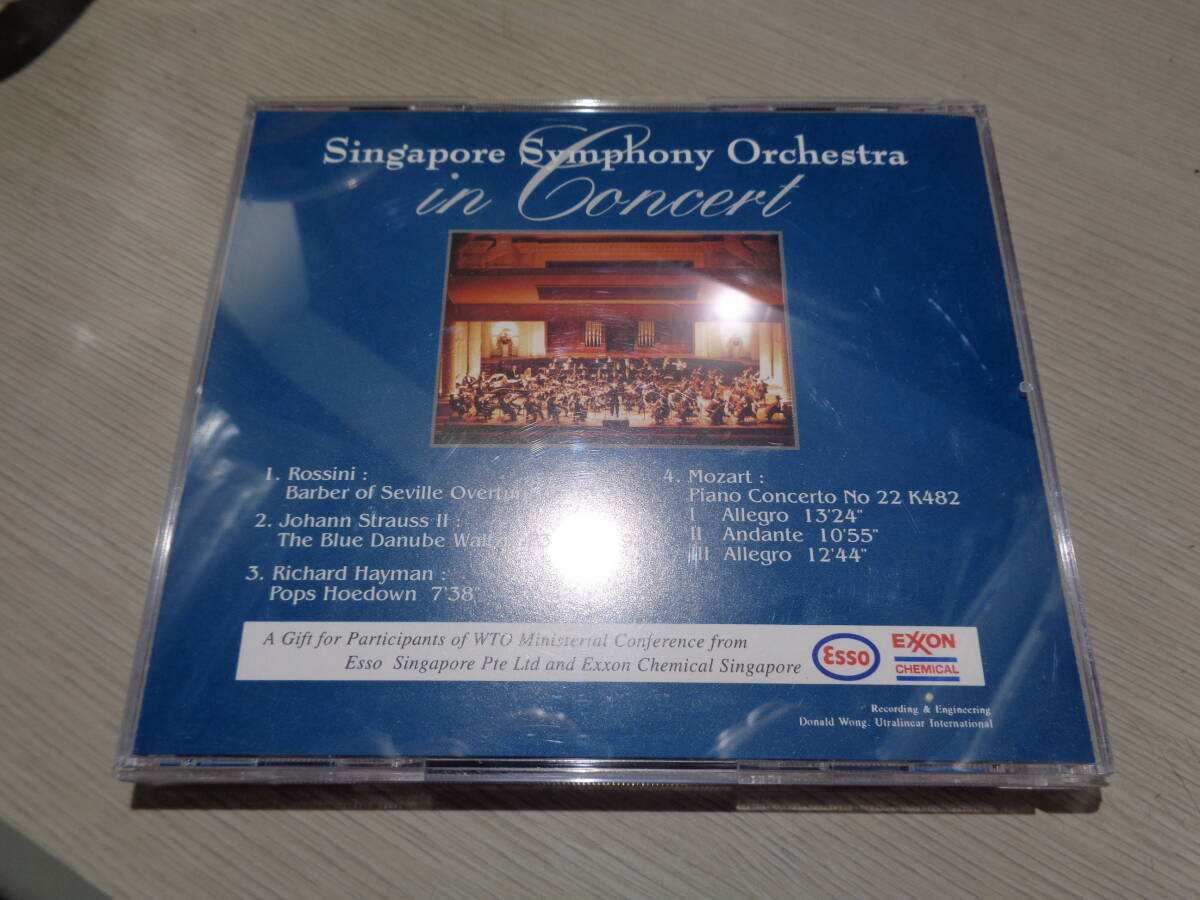 Singapore Symphony Orchestra
in Concert
1. Rossini :
Barber of Seville
2. Johann Strauss II :
The Blue Danube
3. Richard Hayman :
Pops Hoedown 7'38"
4. Mozart :
Piano Concerto No 22 K482
I Allegro 13'24"
II Andante 10'55"
III Allegro 12'44"
A Gift for Participants of WTO Ministerial Conference from
Esso Singapore Pte Ltd and Exxon Chemical Singapore
Esso
EXXON
CHEMICAL
Recording & Engineering
Donald Wong. Utralinear International